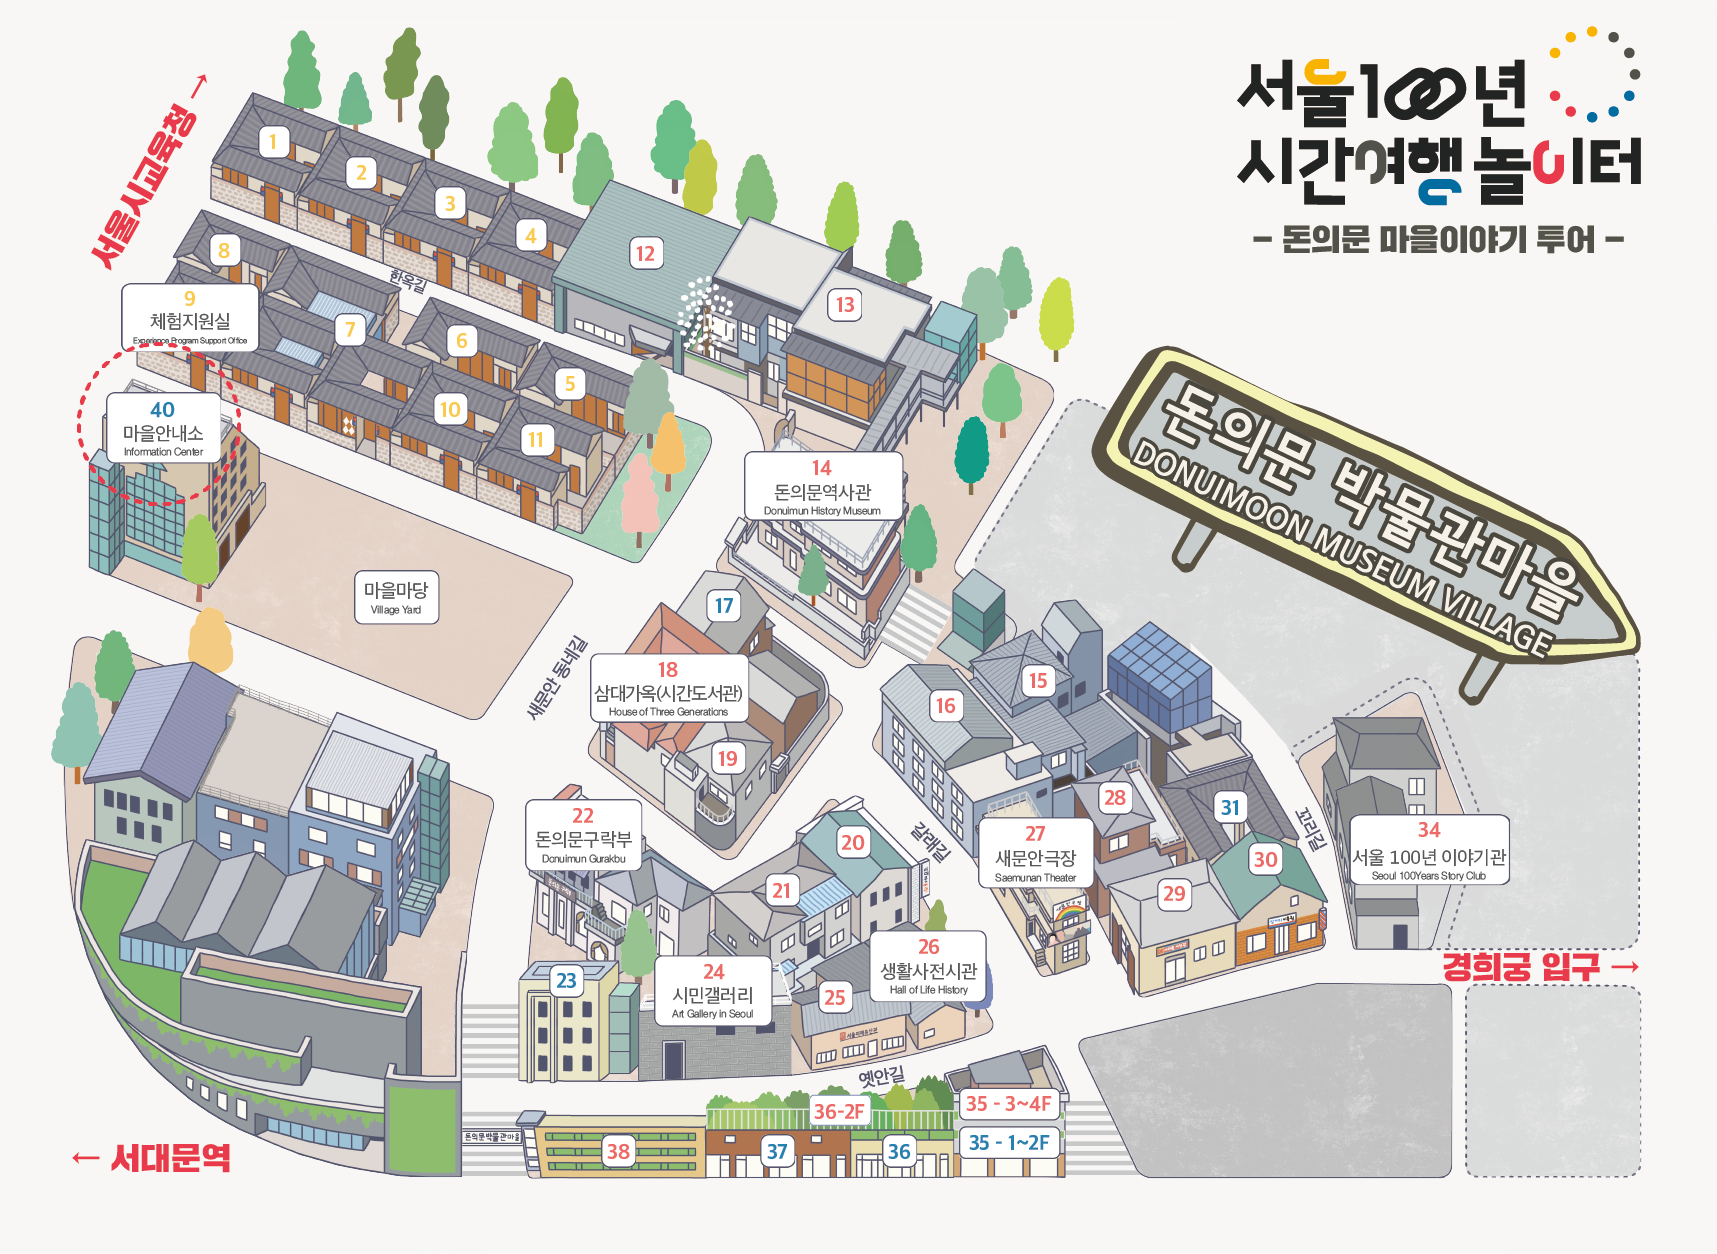 서울100년
시간여행 놀이터
– 돈의문 마을이야기 투어 –
서울시교육청 →
1
2
3
4
8
12
13
한옥길
9
체험지원실
Experience Program Support Office
7
6
5
10
11
40
마을안내소
Information Center
14
돈의문역사관
Donuimun History Museum
돈의문 박물관마을
DONUIMOON MUSEUM VILLAGE
마을마당
Village Yard
17
새문안 동네길
18
삼대가옥(시간도서관)
House of Three Generations
19
15
16
22
돈의문구락부
Donuimun Gurakbu
20
21
갈래길
27
새문안극장
Saemunan Theater
28
31
꼬리길
30
29
34
서울 100년 이야기관
Seoul 100Years Story Club
경희궁 입구 →
26
생활사전시관
Hall of Life History
23
24
시민갤러리
Art Gallery in Seoul
25
옛안길
36-2F
35 - 3~4F
돈의문박물관마을
38
37
36
35 - 1~2F
← 서대문역